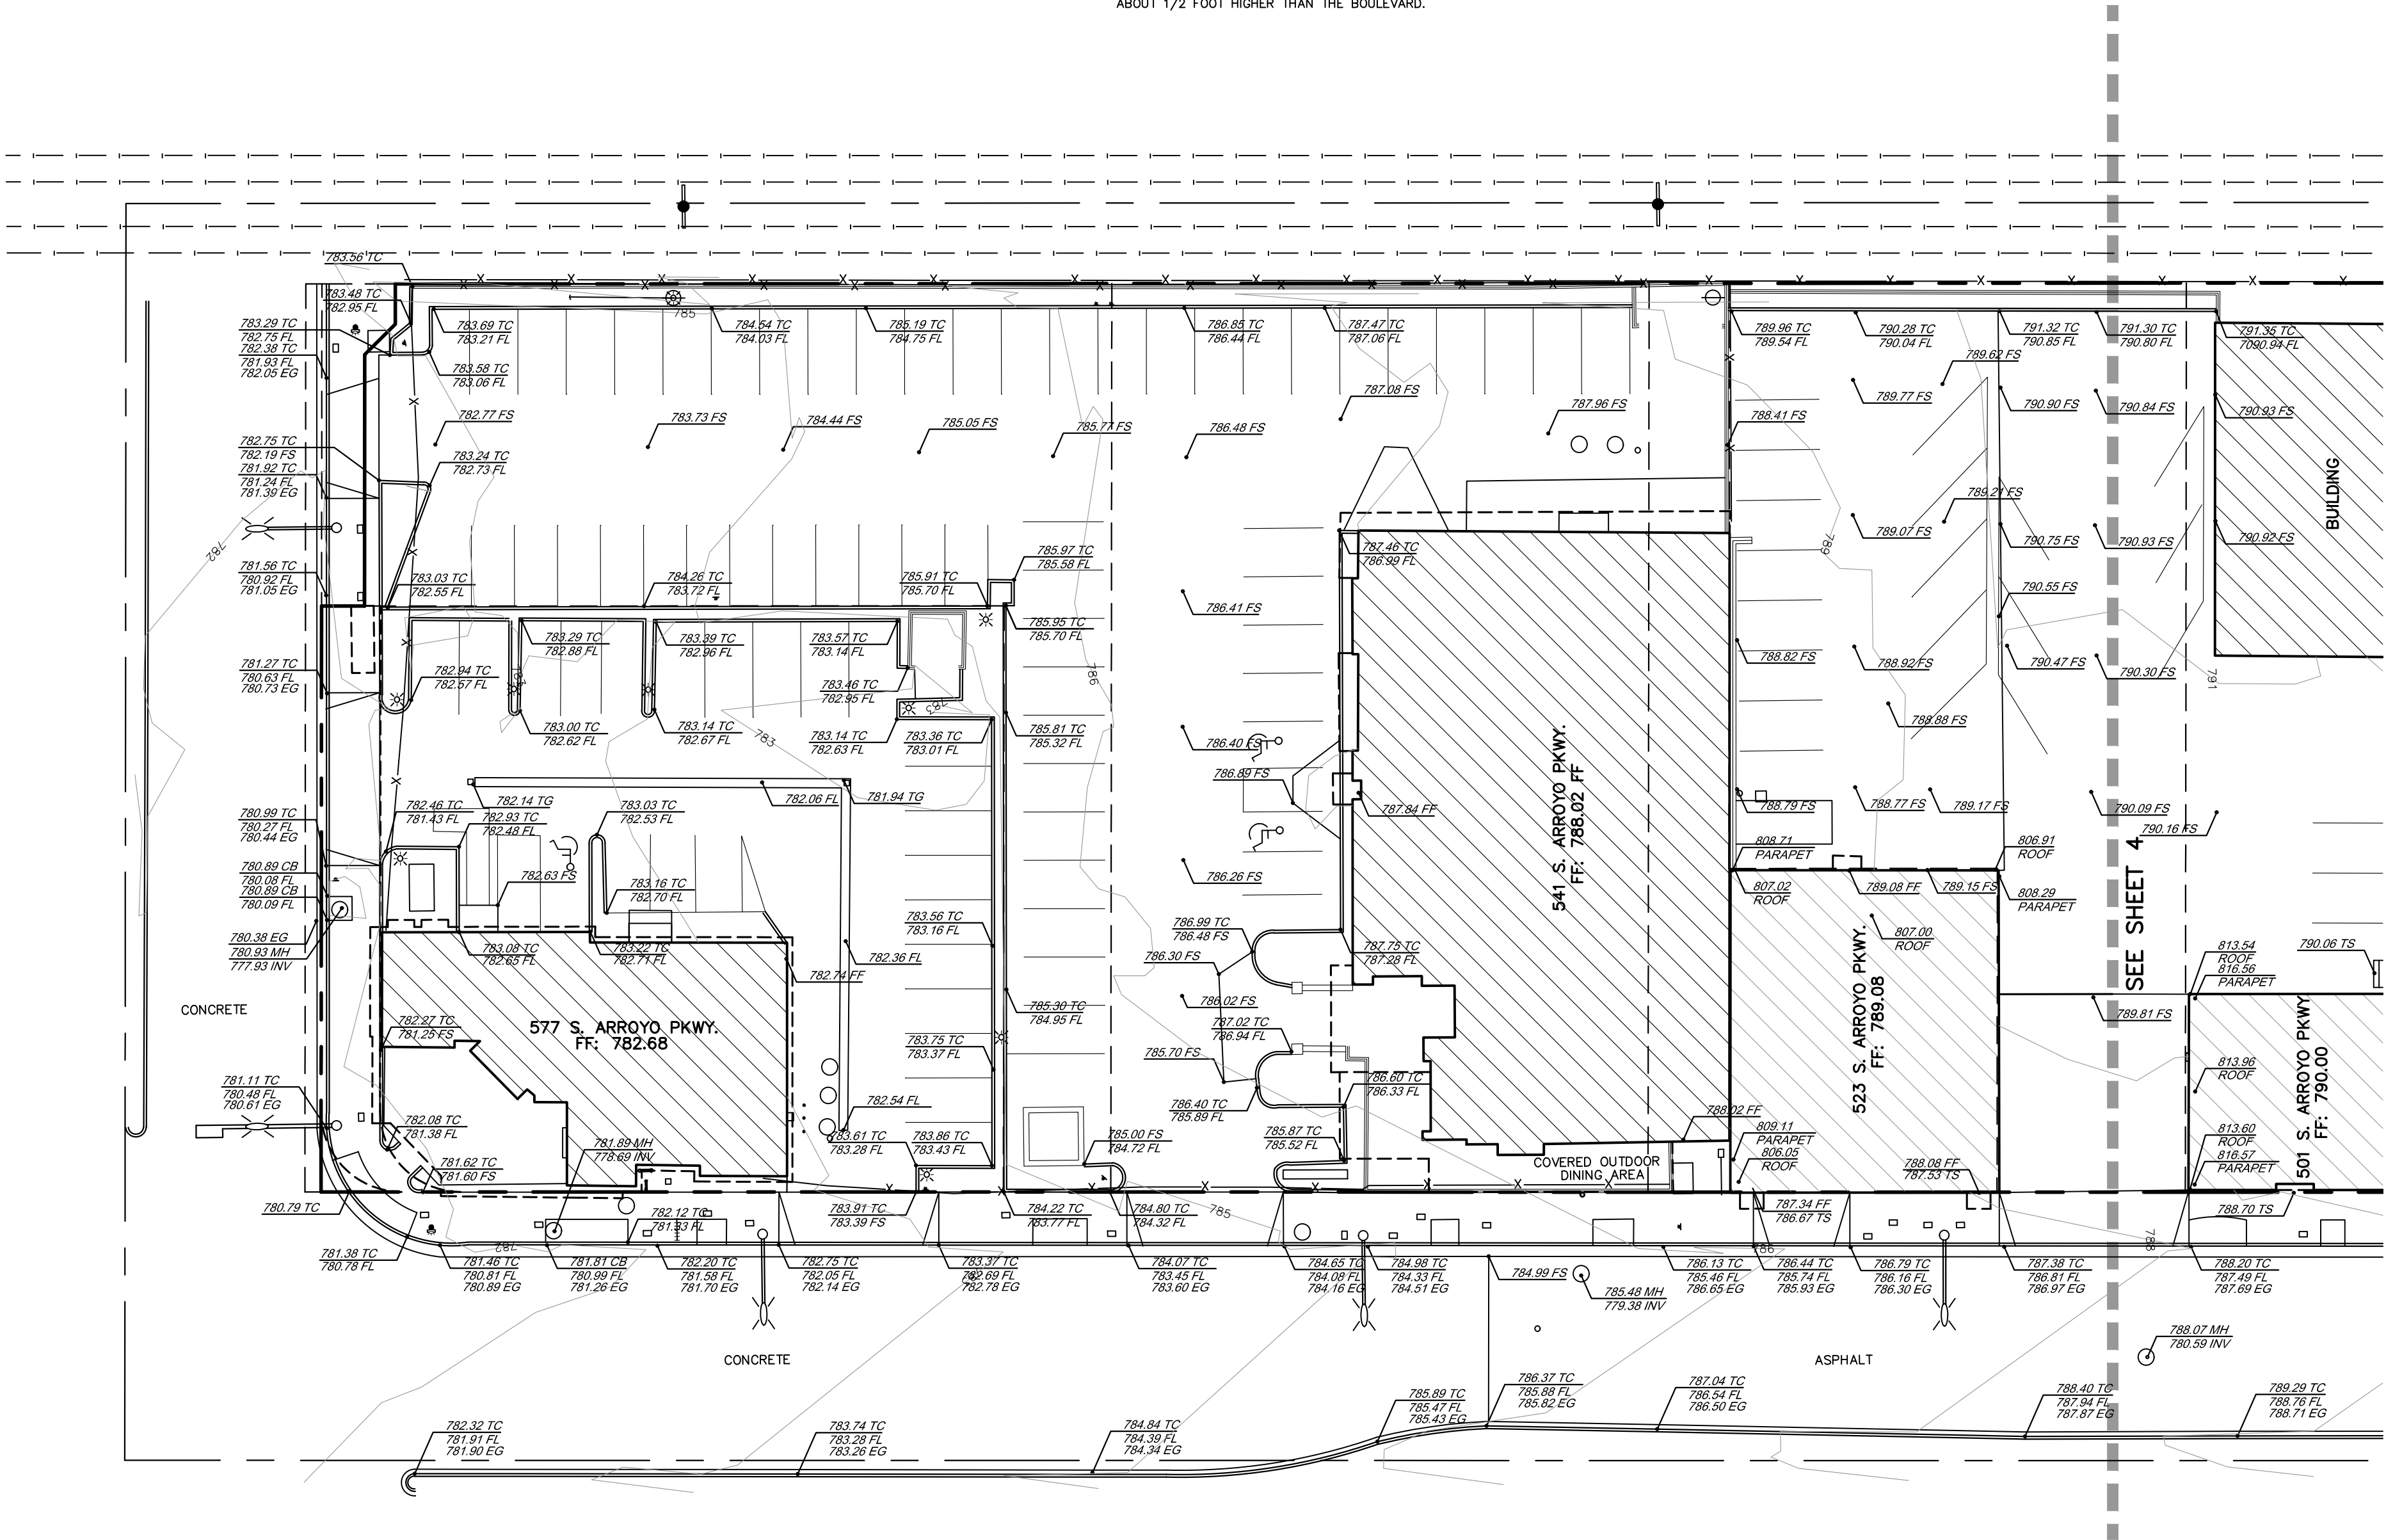 ABOUT 1/2 FOOT HIGHER THAN THE BOULEVARD.
783.56 TC
783.48 TC
782.95 FL
783.29 TC
782.75 FL
782.38 TC
781.93 FL
782.05 EG
783.69 TC
783.21 FL
785
784.54 TC
784.03 FL
785.19 TC
784.75 FL
786.85 TC
786.44 FL
787.47 TC
787.06 FL
789.96 TC
789.54 FL
790.28 TC
790.04 FL
791.32 TC
790.85 FL
791.30 TC
790.80 FL
791.35 TC
7090.94 FL
783.58 TC
783.06 FL
789.62 FS
787.08 FS
789.77 FS
790.90 FS
790.84 FS
790.93 FS
782.77 FS
783.73 FS
784.44 FS
785.05 FS
785.77 FS
786.48 FS
787.96 FS
788.41 FS
782.75 TC
782.19 FS
781.92 TC
781.24 FL
781.39 EG
783.24 TC
782.73 FL
BUILDING
789.21 FS
789.07 FS
789
790.75 FS
790.93 FS
790.92 FS
782
781.56 TC
780.92 FL
781.05 EG
783.03 TC
782.55 FL
784.26 TC
783.72 FL
785.91 TC
785.70 FL
785.97 TC
785.58 FL
787.46 TC
786.99 FL
786.41 FS
790.55 FS
785.95 TC
785.70 FL
783.29 TC
782.88 FL
783.39 TC
782.96 FL
783.57 TC
783.14 FL
781.27 TC
780.63 FL
780.73 EG
782.94 TC
782.57 FL
783
783.46 TC
782.95 FL
783
786
788.82 FS
788.92 FS
790.47 FS
790.30 FS
791
783.00 TC
782.62 FL
783.14 TC
782.67 FL
783
783.14 TC
782.63 FL
783.36 TC
783.01 FL
785.81 TC
785.32 FL
786.40 FS
786.89 FS
788.88 FS
541 S. ARROYO PKWY.
FF: 788.02 FF
782.14 TG
782.06 FL
781.94 TG
787.84 FF
788.79 FS
788.77 FS
789.17 FS
790.09 FS
790.16 FS
780.99 TC
780.27 FL
780.44 EG
782.46 TC
781.43 FL
782.93 TC
782.48 FL
783.03 TC
782.53 FL
780.89 CB
780.08 FL
780.89 CB
780.09 FL
782.63 FS
783.16 TC
782.70 FL
786.26 FS
808.71
PARAPET
807.02
ROOF
789.08 FF
789.15 FS
806.91
ROOF
808.29
PARAPET
SEE SHEET 4
780.38 EG
780.93 MH
777.93 INV
783.08 TC
782.65 FL
783.22 TC
782.71 FL
782.74 FF
782.36 FL
783.56 TC
783.16 FL
786.99 TC
786.48 FS
786.30 FS
787.75 TC
787.28 FL
807.00
ROOF
813.54
ROOF
816.56
PARAPET
790.06 TS
CONCRETE
577 S. ARROYO PKWY.
FF: 782.68
782.27 TC
781.25 FS
785.30 TC
784.95 FL
786.02 FS
787.02 TC
786.94 FL
785.70 FS
783.75 TC
783.37 FL
523 S. ARROYO PKWY.
FF: 789.08
789.81 FS
813.96
ROOF
501 S. ARROYO PKWY.
FF: 790.00
781.11 TC
780.48 FL
780.61 EG
782.54 FL
786.40 TC
785.89 FL
786.60 TC
786.33 FL
782.08 TC
781.38 FL
781.89 MH
778.69 INV
783.61 TC
783.28 FL
783.86 TC
783.43 FL
785.00 FS
784.72 FL
785.87 TC
785.52 FL
788.02 FF
809.11
PARAPET
806.05
ROOF
813.60
ROOF
816.57
PARAPET
781.62 TC
781.60 FS
COVERED OUTDOOR
DINING AREA
788.08 FF
787.53 TS
780.79 TC
782.12 TC
781.33 FL
783.91 TC
783.39 FS
784.22 TC
783.77 FL
784.80 TC
784.32 FL
785
787.34 FF
786.67 TS
788.70 TS
788
781.38 TC
780.78 FL
782
781.46 TC
780.81 FL
780.89 EG
781.81 CB
780.99 FL
781.26 EG
782.20 TC
781.58 FL
781.70 EG
782.75 TC
782.05 FL
782.14 EG
783.37 TC
782.69 FL
782.78 EG
784.07 TC
783.45 FL
783.60 EG
784.65 TC
784.08 FL
784.16 EG
784.98 TC
784.33 FL
784.51 EG
784.99 FS
785.48 MH
779.38 INV
786
786.13 TC
785.46 FL
786.65 EG
786.44 TC
785.74 FL
785.93 EG
786.79 TC
786.16 FL
786.30 EG
787.38 TC
786.81 FL
786.97 EG
788.20 TC
787.49 FL
787.69 EG
788.07 MH
780.59 INV
CONCRETE
ASPHALT
782.32 TC
781.91 FL
781.90 EG
783.74 TC
783.28 FL
783.26 EG
784.84 TC
784.39 FL
784.34 EG
785.89 TC
785.47 FL
785.43 EG
786.37 TC
785.88 FL
785.82 EG
787.04 TC
786.54 FL
786.50 EG
788.40 TC
787.94 FL
787.87 EG
789.29 TC
788.76 FL
788.71 EG